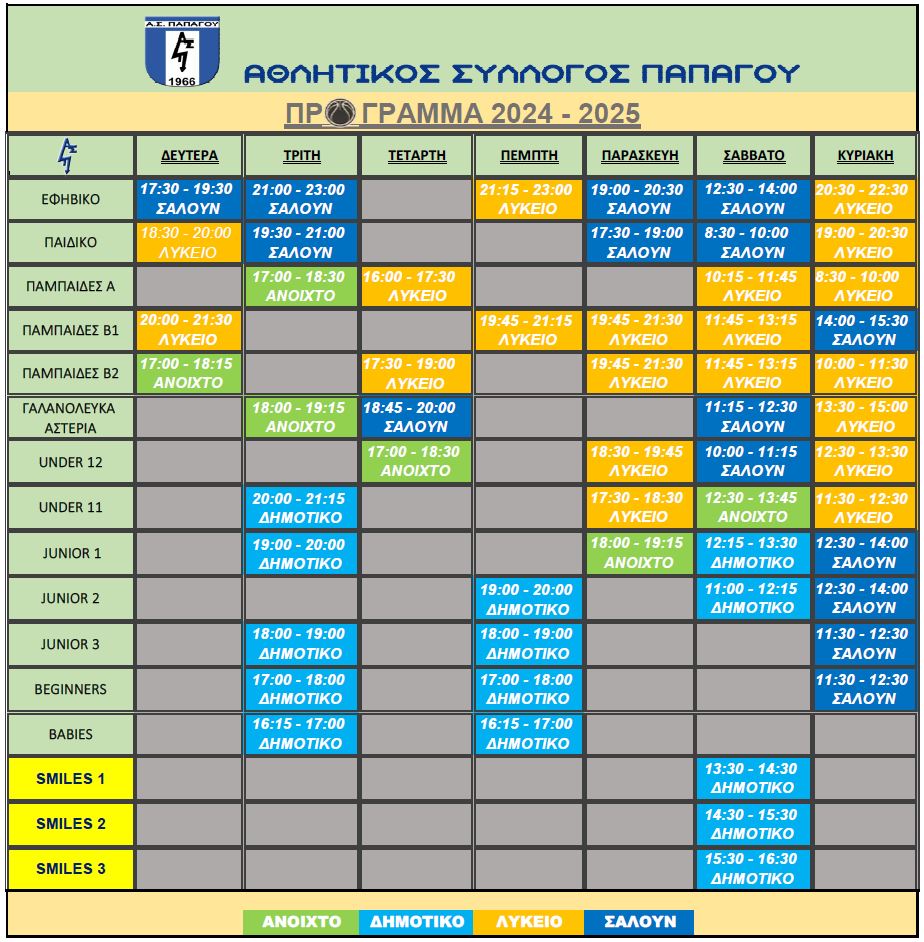 Α.Σ. ΠΑΠΑΓΟΥ
1966
ΑΘΛΗΤΙΚΟΣ ΣΥΛΛΟΓΟΣ ΠΑΠΑΓΟΥ
ΠΡΟΓΡΑΜΜΑ 2024 - 2025
ΔΕΥΤΕΡΑ ΤΡΙΤΗ ΤΕΤΑΡΤΗ ΠΕΜΠΤΗ ΠΑΡΑΣΚΕΥΗ ΣΑΒΒΑΤΟ ΚΥΡΙΑΚΗ
ΕΦΗΒΙΚΟ
17:30 - 19:30 21:00 - 23:00 21:15 - 23:00 19:00 - 20:30 12:30 - 14:00 20:30 - 22:30
ΣΑΛΟΥΝ ΣΑΛΟΥΝ ΛΥΚΕΙΟ ΣΑΛΟΥΝ ΣΑΛΟΥΝ ΛΥΚΕΙΟ
ΠΑΙΔΙΚΟ
18:30 - 20:00 19:30 - 21:00 17:30 - 19:00 8:30 - 10:00 19:00 - 20:30
ΛΥΚΕΙΟ ΣΑΛΟΥΝ ΣΑΛΟΥΝ ΣΑΛΟΥΝ ΛΥΚΕΙΟ
ΠΑΜΠΑΙΔΕΣ Α
17:00 - 18:30 16:00 - 17:30 10:15 - 11:45 8:30 - 10:00
ΑΝΟΙΧΤΟ ΛΥΚΕΙΟ ΛΥΚΕΙΟ ΛΥΚΕΙΟ
ΠΑΜΠΑΙΔΕΣ Β1
20:00 - 21:30 19:45 - 21:15 19:45 - 21:30 11:45 - 13:15 14:00 - 15:30
ΛΥΚΕΙΟ ΛΥΚΕΙΟ ΛΥΚΕΙΟ ΛΥΚΕΙΟ ΣΑΛΟΥΝ
ΠΑΜΠΑΙΔΕΣ Β2
17:00 - 18:15 17:30 - 19:00 19:45 - 21:30 11:45 - 13:15 10:00 - 11:30
ΑΝΟΙΧΤΟ ΛΥΚΕΙΟ ΛΥΚΕΙΟ ΛΥΚΕΙΟ ΛΥΚΕΙΟ
ΓΑΛΑΝΟΛΕΥΚΑ
ΑΣΤΕΡΙΑ
18:00 - 19:15 18:45 - 20:00 11:15 - 12:30 13:30 - 15:00
ΑΝΟΙΧΤΟ ΣΑΛΟΥΝ ΣΑΛΟΥΝ ΛΥΚΕΙΟ
UNDER 12
17:00 - 18:30 18:30 - 19:45 10:00 - 11:15 12:30 - 13:30
ΑΝΟΙΧΤΟ ΛΥΚΕΙΟ ΣΑΛΟΥΝ ΛΥΚΕΙΟ
UNDER 11
20:00 - 21:15 17:30 - 18:30 12:30 - 13:45 11:30 - 12:30
ΔΗΜΟΤΙΚΟ ΛΥΚΕΙΟ ΑΝΟΙΧΤΟ ΛΥΚΕΙΟ
JUNIOR 1
19:00 - 20:00 18:00 - 19:15 12:15 - 13:30 12:30 - 14:00
ΔΗΜΟΤΙΚΟ ΑΝΟΙΧΤΟ ΔΗΜΟΤΙΚΟ ΣΑΛΟΥΝ
JUNIOR 2
19:00 - 20:00 11:00 - 12:15 12:30 - 14:00
ΔΗΜΟΤΙΚΟ ΔΗΜΟΤΙΚΟ ΣΑΛΟΥΝ
JUNIOR 3
18:00 - 19:00 18:00 - 19:00 11:30 - 12:30
ΔΗΜΟΤΙΚΟ ΔΗΜΟΤΙΚΟ ΣΑΛΟΥΝ
BEGINNERS
17:00 - 18:00 17:00 - 18:00 11:30 - 12:30
ΔΗΜΟΤΙΚΟ ΔΗΜΟΤΙΚΟ ΣΑΛΟΥΝ
BABIES
16:15 - 17:00 16:15 - 17:00
ΔΗΜΟΤΙΚΟ ΔΗΜΟΤΙΚΟ
SMILES 1
13:30 - 14:30
ΔΗΜΟΤΙΚΟ
SMILES 2
14:30 - 15:30
ΔΗΜΟΤΙΚΟ
SMILES 3
15:30 - 16:30
ΔΗΜΟΤΙΚΟ
ΑΝΟΙΧΤΟ ΔΗΜΟΤΙΚΟ ΛΥΚΕΙΟ ΣΑΛΟΥΝ